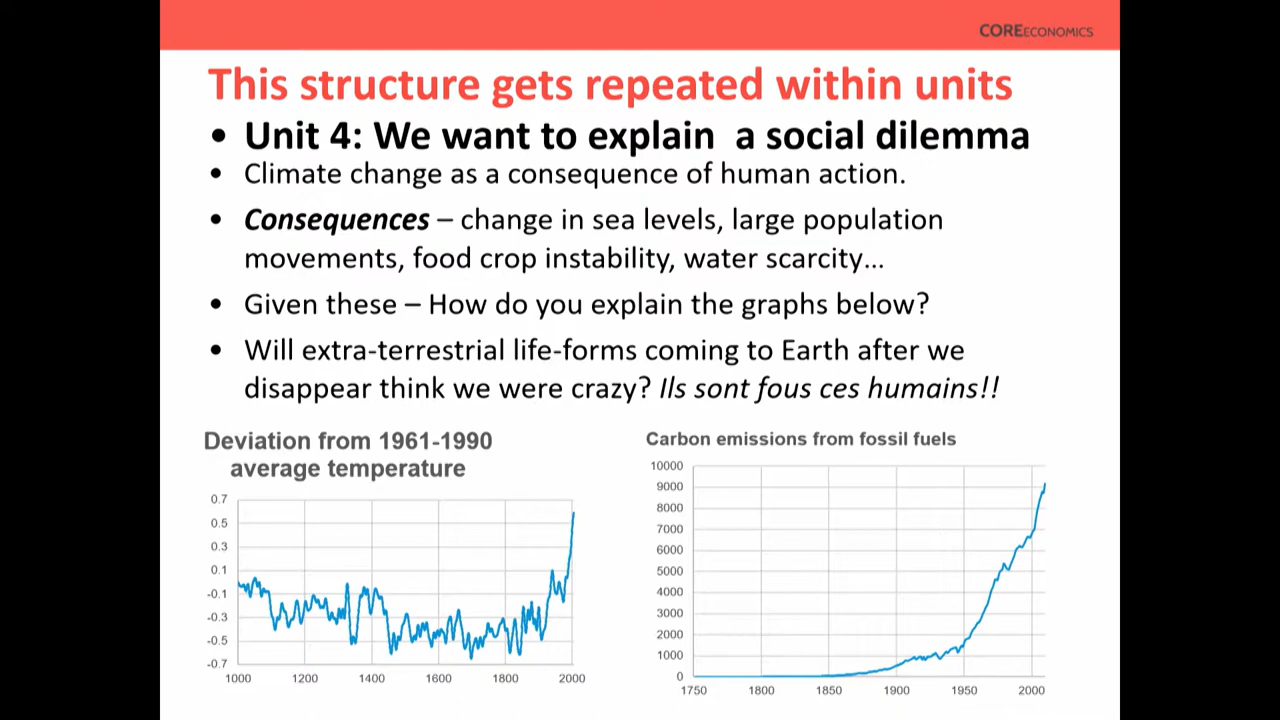 COREECONOMICS
This structure gets repeated within units
• Unit 4: We want to explain a social dilemma
• Climate change as a consequence of human action.
• Consequences – change in sea levels, large population
movements, food crop instability, water scarcity…
• Given these – How do you explain the graphs below?
• Will extra-terrestrial life-forms coming to Earth after we
disappear think we were crazy? Ils sont fous ces humains!!
Deviation from 1961-1990
average temperature
0.7
0.5
0.3
0.1
-0.1
-0.3
-0.5
-0.7
1000 1200 1400 1600 1800 2000
Carbon emissions from fossil fuels
10000
9000
8000
7000
6000
5000
4000
3000
2000
1000
0
1750 1800 1850 1900 1950 2000